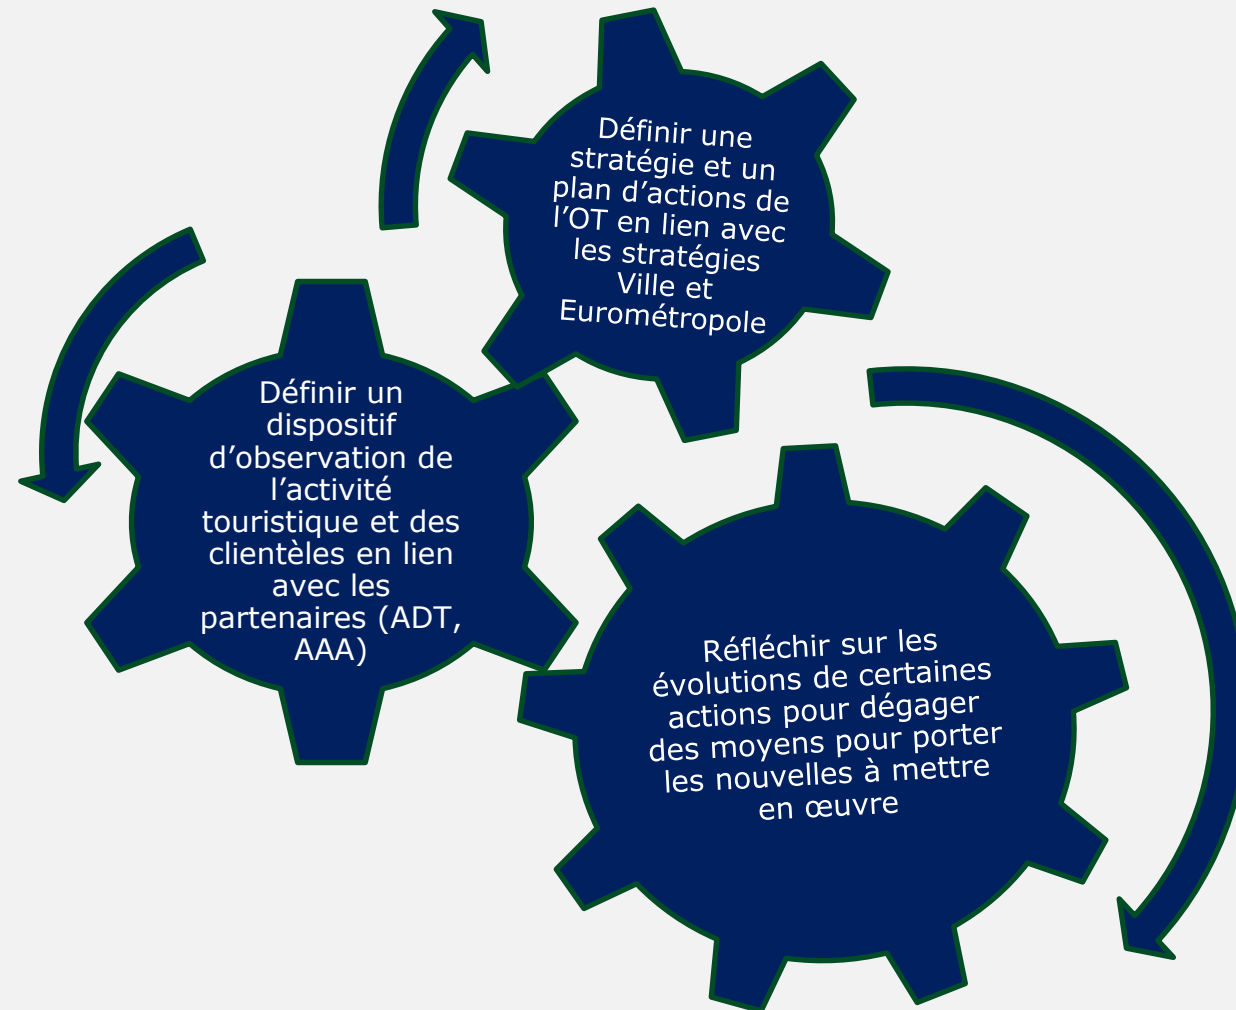 Définir une
stratégie et un
plan d’actions de
l’OT en lien avec
les stratégies
Ville et
Eurométropole
Définir un
dispositif
d’observation de
l’activité
touristique et des
clientèles en lien
avec les
partenaires (ADT,
AAA)
Réfléchir sur les
évolutions de certaines
actions pour dégager
des moyens pour porter
les nouvelles à mettre
en œuvre